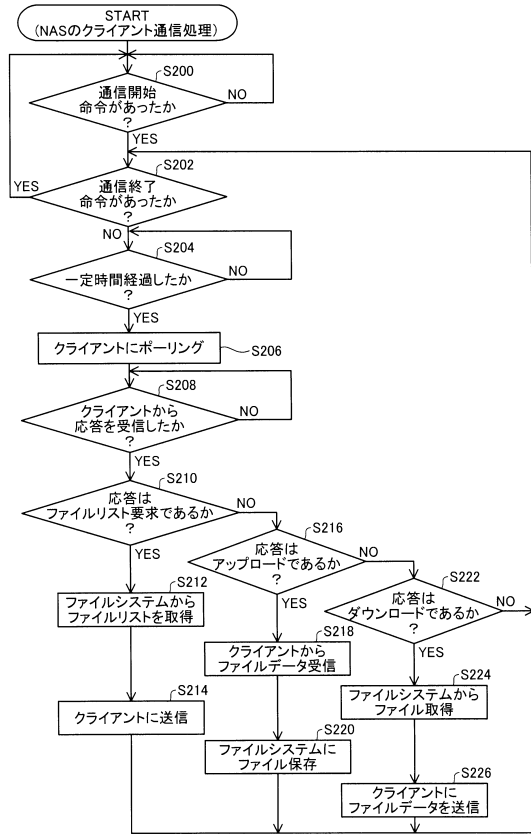 START
(NASのクライアント通信処理)
S200
通信開始
命令があったか
?
NO
YES
S202
通信終了
命令があったか
?
YES
NO
S204
一定時間経過したか
?
NO
YES
クライアントにポーリング
S206
S208
クライアントから
応答を受信したか
?
NO
YES
S210
応答は
ファイルリスト要求であるか
?
NO
YES
S216
応答は
アップロードであるか
?
NO
YES
S222
応答は
ダウンロードであるか
?
NO
YES
S212
ファイルシステムから
ファイルリストを取得
S218
クライアントから
ファイルデータ受信
S224
ファイルシステムから
ファイル取得
S214
クライアントに送信
S220
ファイルシステムに
ファイル保存
S226
クライアントに
ファイルデータを送信